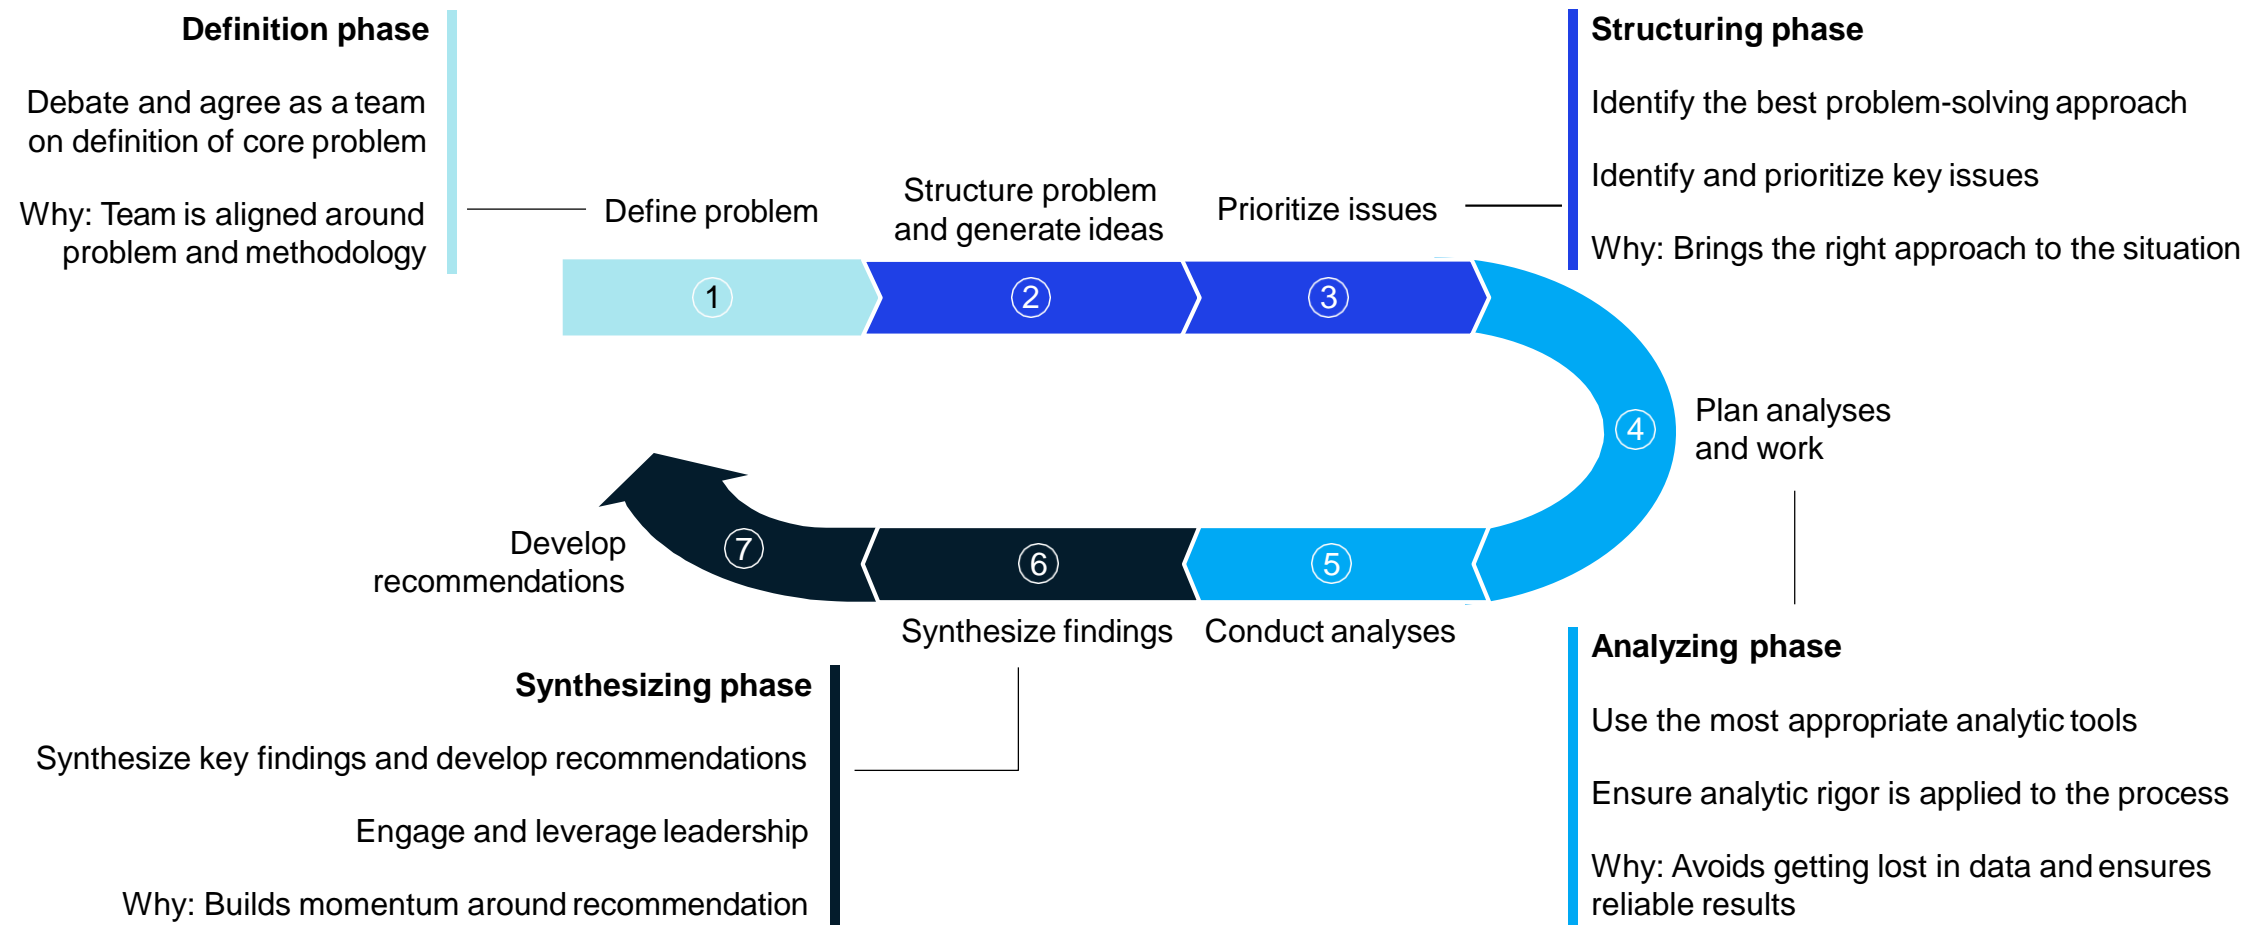 Definition phase
Debate and agree as a team
on definition of core problem
Why: Team is aligned around
problem and methodology
Structuring phase
Identify the best problem-solving approach
Identify and prioritize key issues
Why: Brings the right approach to the situation
Define problem
Structure problem
and generate ideas
Prioritize issues
1
2
3
4
Plan analyses
and work
Develop
recommendations
7
6
5
Synthesize findings
Conduct analyses
Synthesizing phase
Synthesize key findings and develop recommendations
Engage and leverage leadership
Why: Builds momentum around recommendation
Analyzing phase
Use the most appropriate analytic tools
Ensure analytic rigor is applied to the process
Why: Avoids getting lost in data and ensures
reliable results